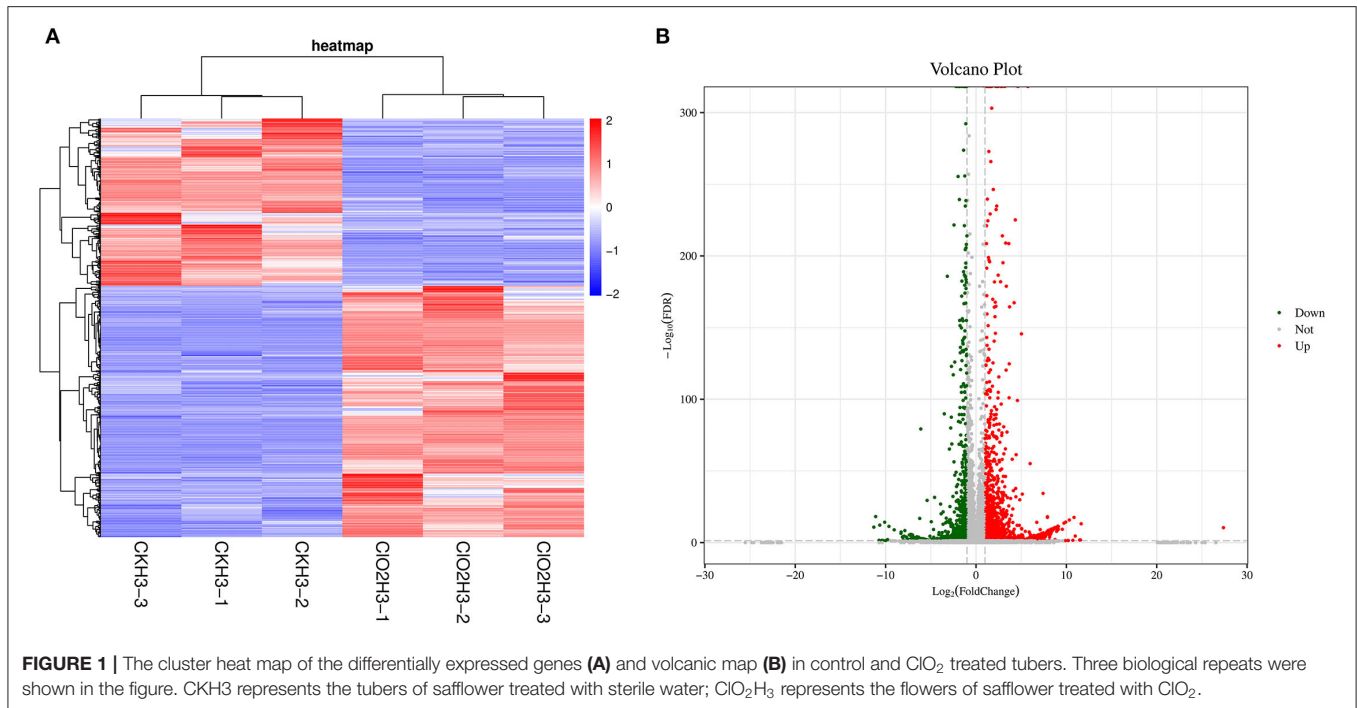 A
heatmap
2
1
0
−1
−2
CKH3−3
CKH3−1
CKH3−2
ClO2H3−1
ClO2H3−2
ClO2H3−3
B
Volcano Plot
300
200
100
0
−Log10(FDR)
−30
−20
−10
0
10
20
30
Log2(FoldChange)
Down
Not
Up
FIGURE 1 | The cluster heat map of the differentially expressed genes (A) and volcanic map (B) in control and ClO2 treated tubers. Three biological repeats were
shown in the figure. CKH3 represents the tubers of safflower treated with sterile water; ClO2H3 represents the flowers of safflower treated with ClO2.